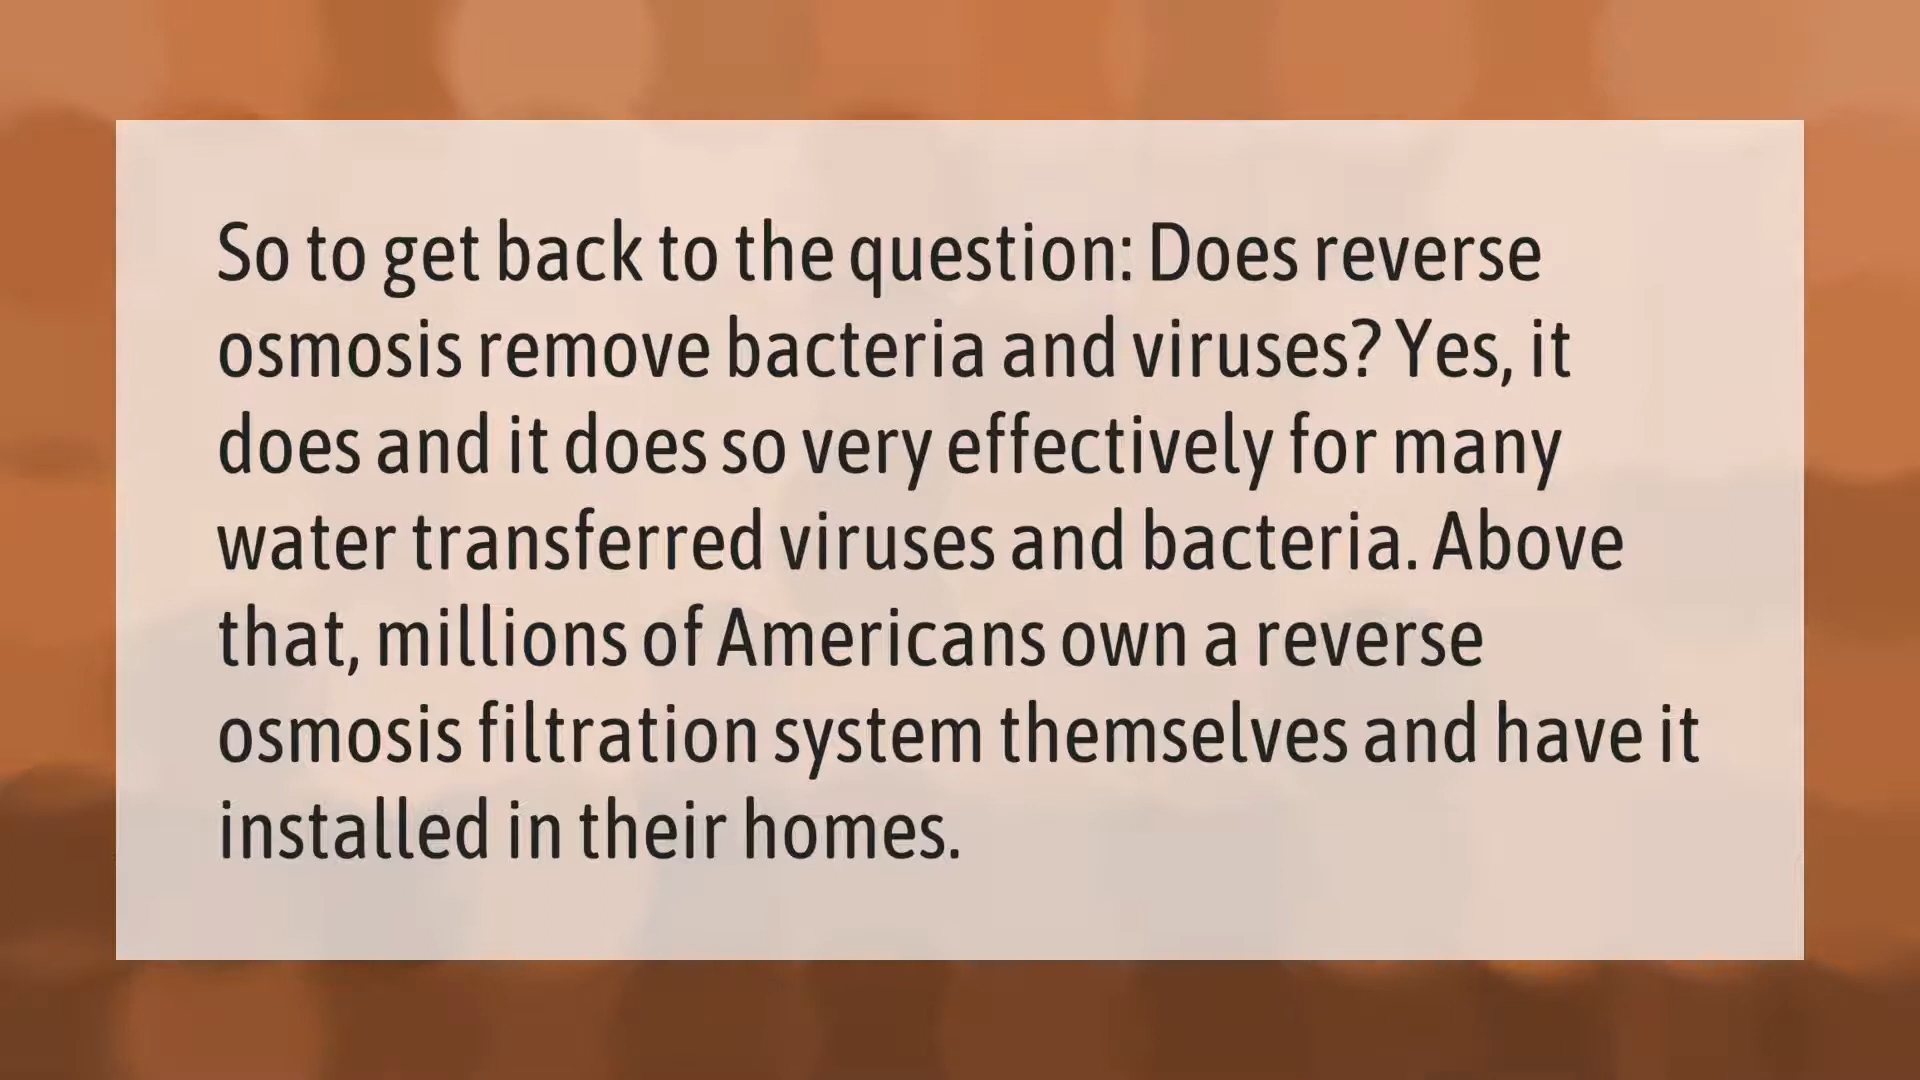 So to get back to the question: Does reverse
osmosis remove bacteria and viruses? Yes, it
does and it does so very effectively for many
water transferred viruses and bacteria. Above
that, millions of Americans own a reverse
osmosis filtration system themselves and have it
installed in their homes.